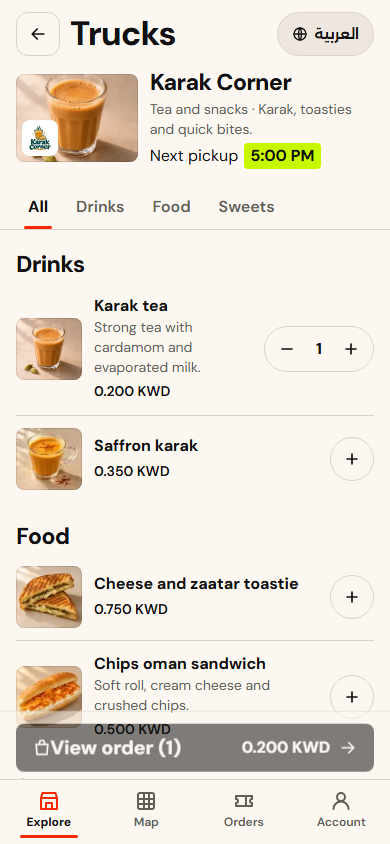 Trucks
العربية
Karak Corner
Karak
Corner
Tea and snacks · Karak, toasties
and quick bites.
Next pickup 5:00 PM
All Drinks Food Sweets
Drinks
Karak tea
Strong tea with
cardamom and
evaporated milk.
0.200 KWD
1
Saffron karak
0.350 KWD
Food
Cheese and zaatar toastie
0.750 KWD
Chips oman sandwich
Soft roll, cream cheese and
crushed chips.
0.500 KWD
View order (1) 0.200 KWD
Explore Map Orders Account